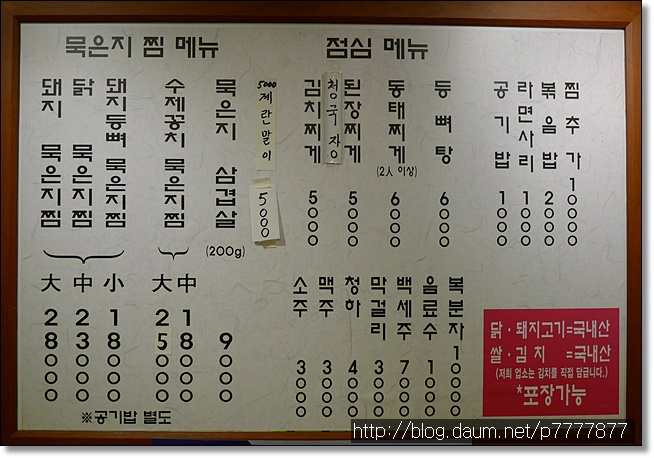 묵은지 찜 메뉴
돼지 묵은지찜
닭 묵은지찜
돼지등뼈 묵은지찜
大 28000
中 23000
小 18000
수제꽁치 묵은지찜
大 25000
中 18000
묵은지 삼겹살
(200g)
9000
※공기밥 별도
5000
계란말이
5000
점심 메뉴
김치찌게 5000
청국장
된장찌게 5000
동태찌게
(2人 이상)
6000
등뼈탕 6000
공기밥 1000
라면사리 1000
볶음밥 2000
찜추가 10000
소주 3000
맥주 3000
청하 4000
막걸리 3000
백세주 7000
음료수 1000
복분자 10000
닭·돼지고기=국내산
쌀·김치 =국내산
(저희 업소는 김치를 직접 담급니다.)
*포장가능
http://blog.daum.net/p7777877